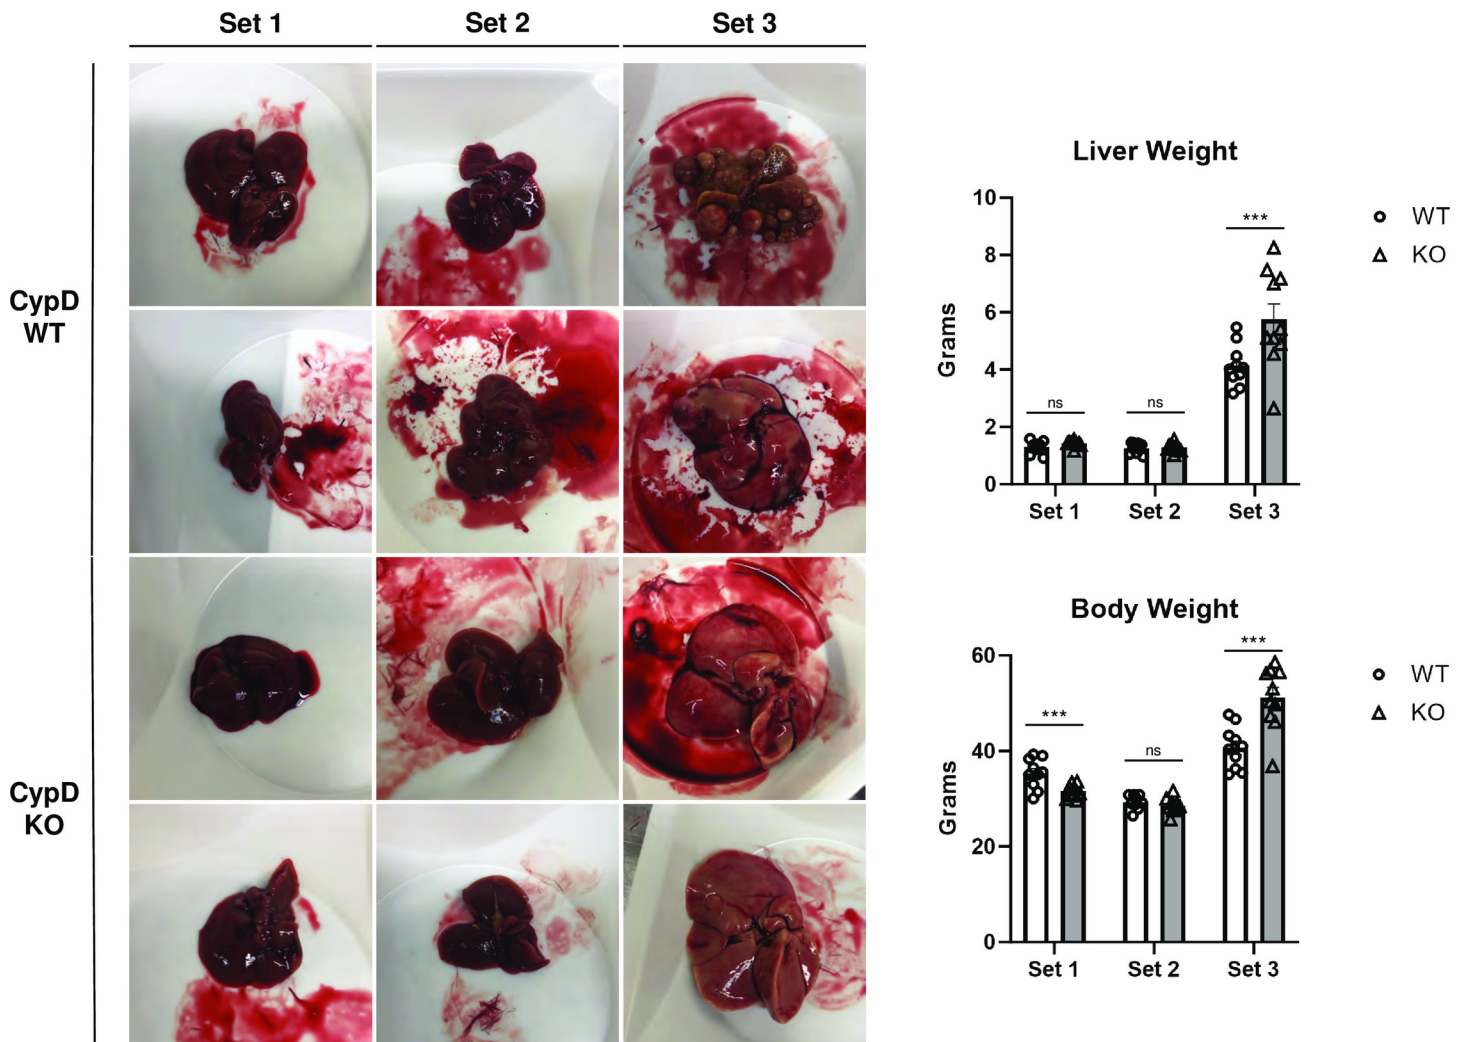 Set 1 Set 2 Set 3
CypD
WT
CypD
KO
Liver Weight
Grams
10
8
6
4
2
0
ns
ns
***
Set 1 Set 2 Set 3
WT
KO
Body Weight
Grams
60
40
20
0
***
ns
***
Set 1 Set 2 Set 3
WT
KO